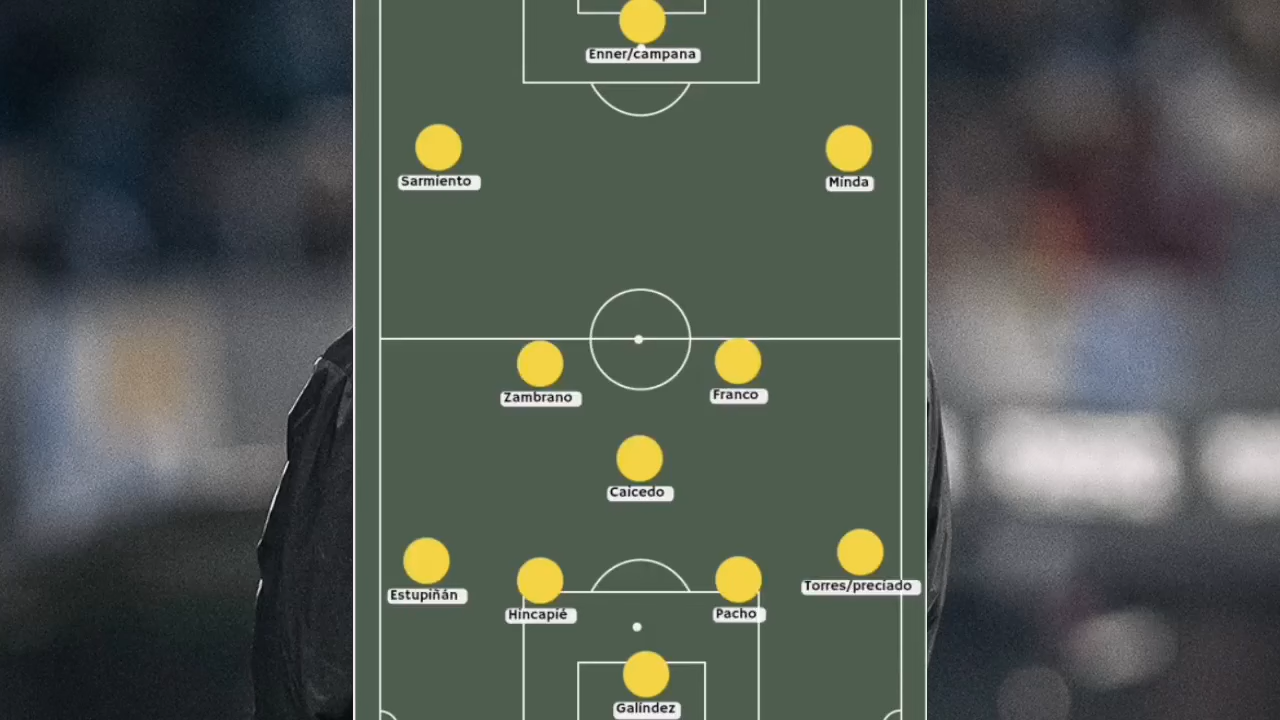 Enner/campana
Sarmiento
Minda
Zambrano
Franco
Caicedo
Estupiñán
Torres/preciado
Hincapié
Pacho
Galíndez